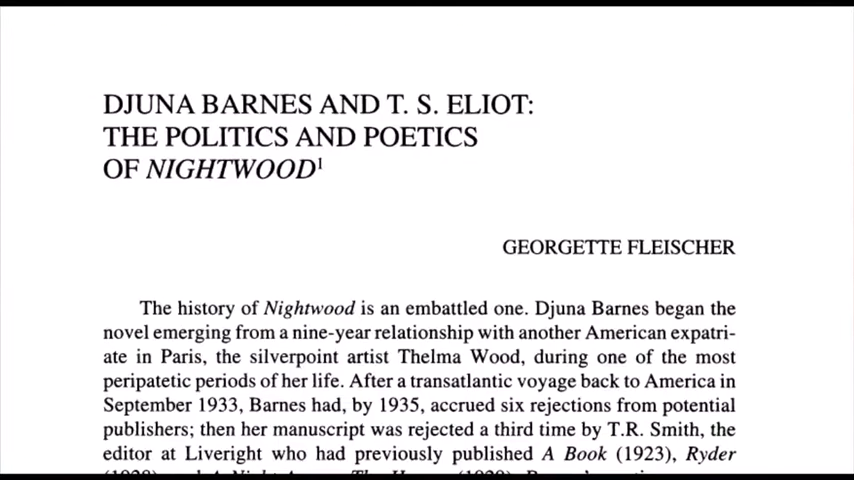 DJUNA BARNES AND T. S. ELIOT:
THE POLITICS AND POETICS
OF NIGHTWOOD1
GEORGETTE FLEISCHER
The history of Nightwood is an embattled one. Djuna Barnes began the
novel emerging from a nine-year relationship with another American expatri-
ate in Paris, the silverpoint artist Thelma Wood, during one of the most
peripatetic periods of her life. After a transatlantic voyage back to America in
September 1933, Barnes had, by 1935, accrued six rejections from potential
publishers; then her manuscript was rejected a third time by T.R. Smith, the
editor at Liveright who had previously published A Book (1923), Ryder